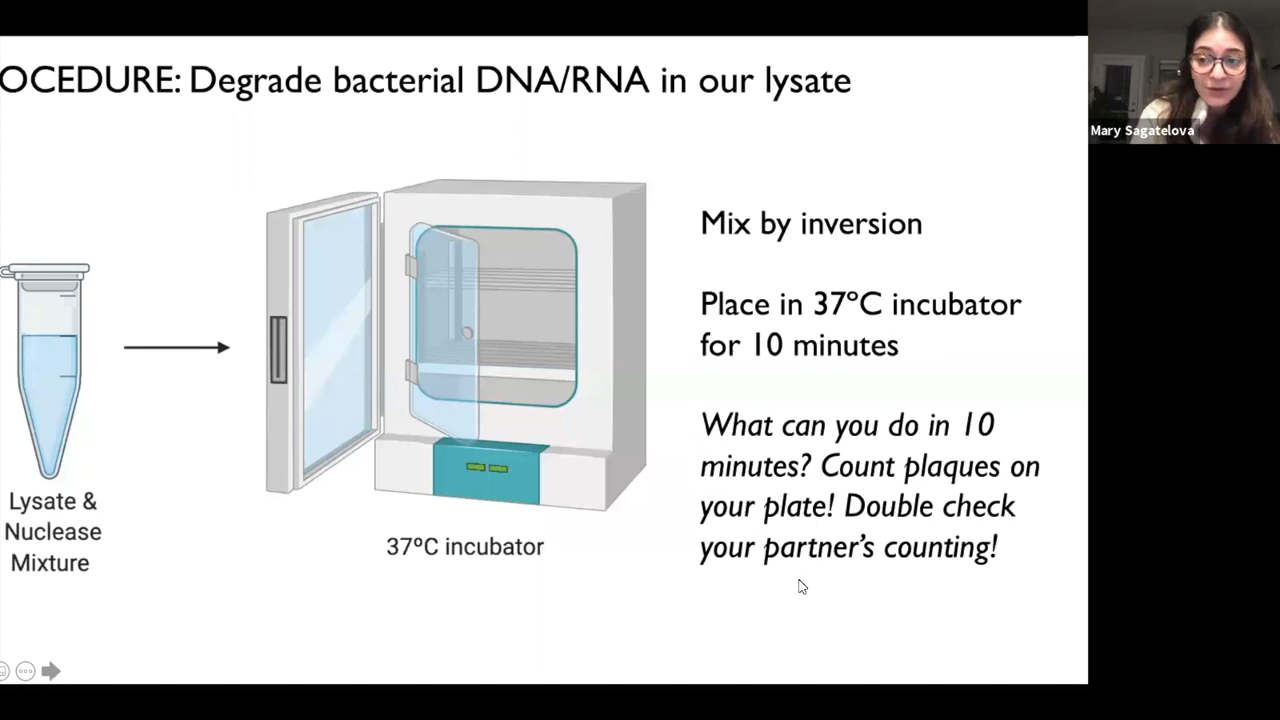 OCEDURE: Degrade bacterial DNA/RNA in our lysate
Mary Sagatelova
Mix by inversion
Place in 37°C incubator
for 10 minutes
What can you do in 10
minutes? Count plaques on
your plate! Double check
your partner's counting!
Lysate &
Nuclease
Mixture
37°C incubator